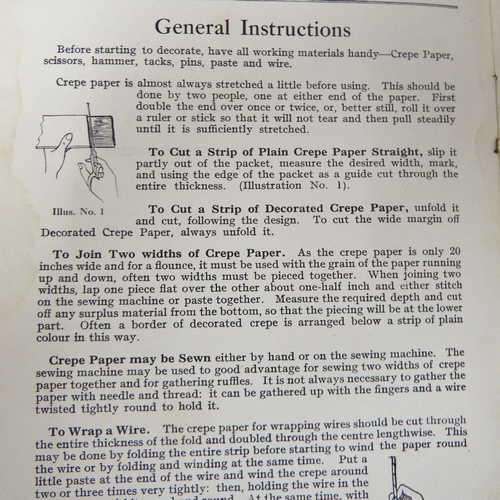 General Instructions
Before starting to decorate, have all working materials handy—Crepe Paper,
scissors, hammer, tacks, pins, paste and wire.
Crepe paper is almost always stretched a little before using. This should be
done by two people, one at either end of the paper. First
double the end over once or twice, or, better still, roll it over
a ruler or stick so that it will not tear and then pull steadily
until it is sufficiently stretched.
To Cut a Strip of Plain Crepe Paper Straight, slip it
partly out of the packet, measure the desired width, mark,
and using the edge of the packet as a guide cut through the
entire thickness. (Illustration No. 1).
Illus. No. 1
To Cut a Strip of Decorated Crepe Paper, unfold it
and cut, following the design. To cut the wide margin off
Decorated Crepe Paper, always unfold it.
To Join Two widths of Crepe Paper. As the crepe paper is only 20
inches wide and for a flounce, it must be used with the grain of the paper running
up and down, often two widths must be pieced together. When joining two
widths, lap one piece flat over the other about one-half inch and either stitch
on the sewing machine or paste together. Measure the required depth and cut
off any surplus material from the bottom, so that the piecing will be at the lower
part. Often a border of decorated crepe is arranged below a strip of plain
colour in this way.
Crepe Paper may be Sewn either by hand or on the sewing machine. The
sewing machine may be used to good advantage for sewing two widths of crepe
paper together and for gathering ruffles. It is not always necessary to gather the
paper with needle and thread: it can be gathered up with the fingers and a wire
twisted tightly round to hold it.
To Wrap a Wire. The crepe paper for wrapping wires should be cut through
the entire thickness of the fold and doubled through the centre lengthwise. This
may be done by folding the entire strip before starting to wind the paper round
the wire or by folding and winding at the same time. Put a
little paste at the end of the wire and wind the crepe around
two or three times very tightly: then, holding the wire in the
At the same time, with